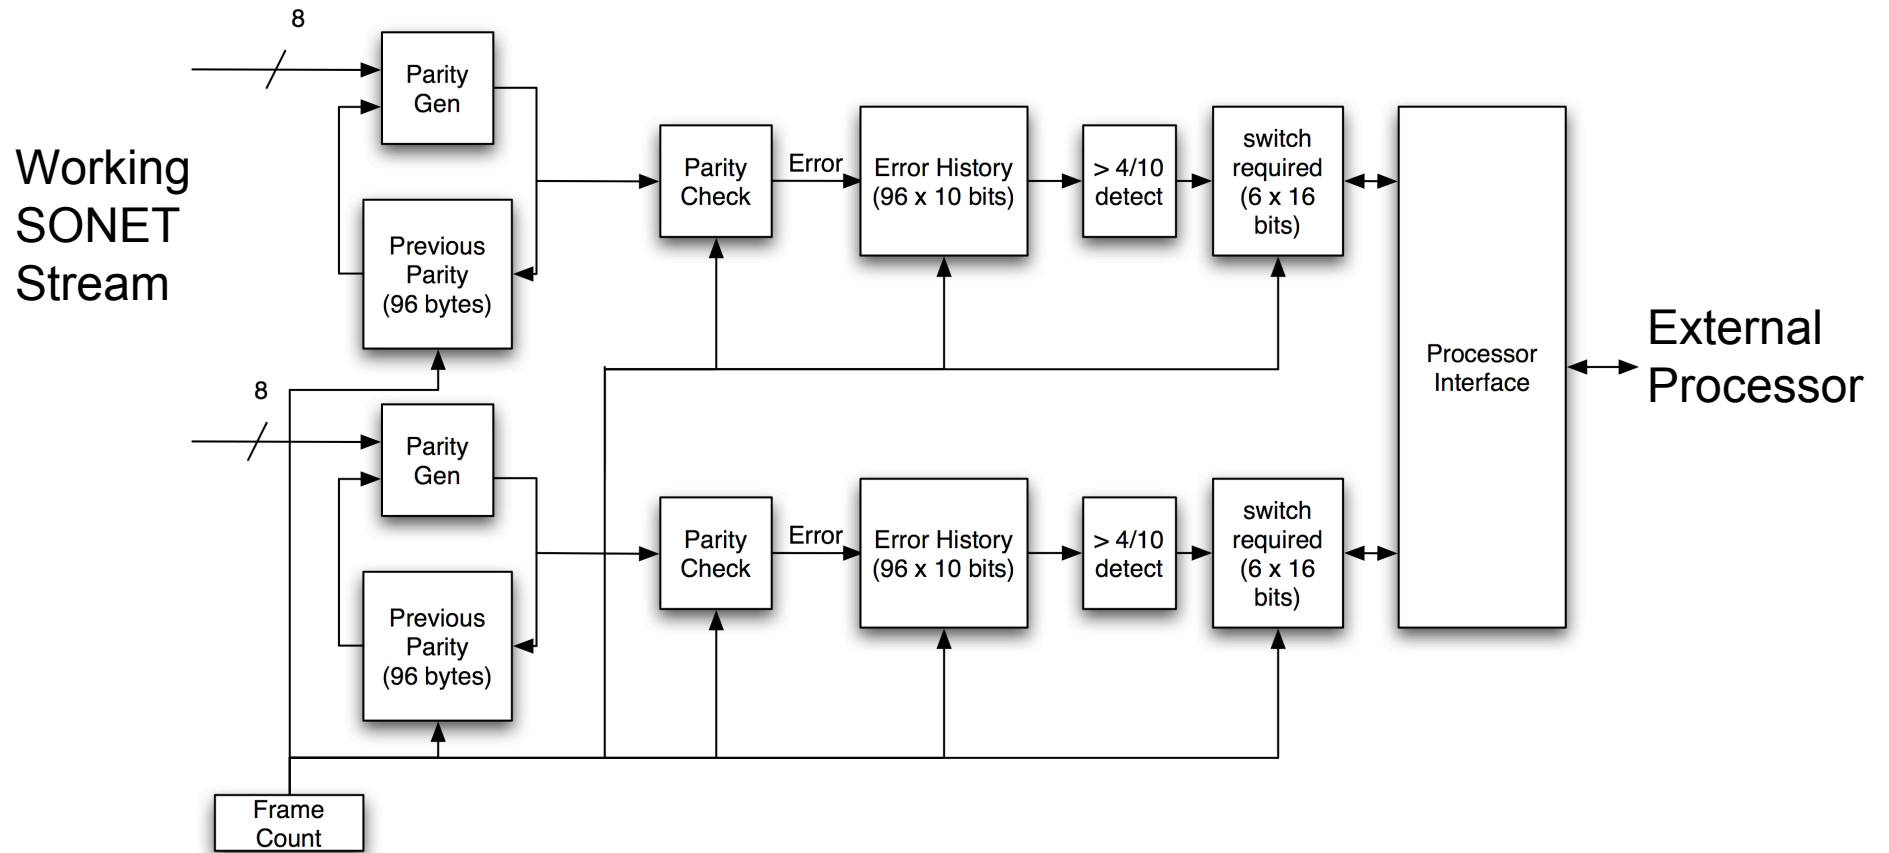 8
Parity
Gen
Working
SONET
Stream
Previous
Parity
(96 bytes)
Parity
Check
Error
Error History
(96 x 10 bits)
> 4/10
detect
switch
required
(6 x 16
bits)
Processor
Interface
External
Processor
8
Parity
Gen
Previous
Parity
(96 bytes)
Parity
Check
Error
Error History
(96 x 10 bits)
> 4/10
detect
switch
required
(6 x 16
bits)
Frame
Count